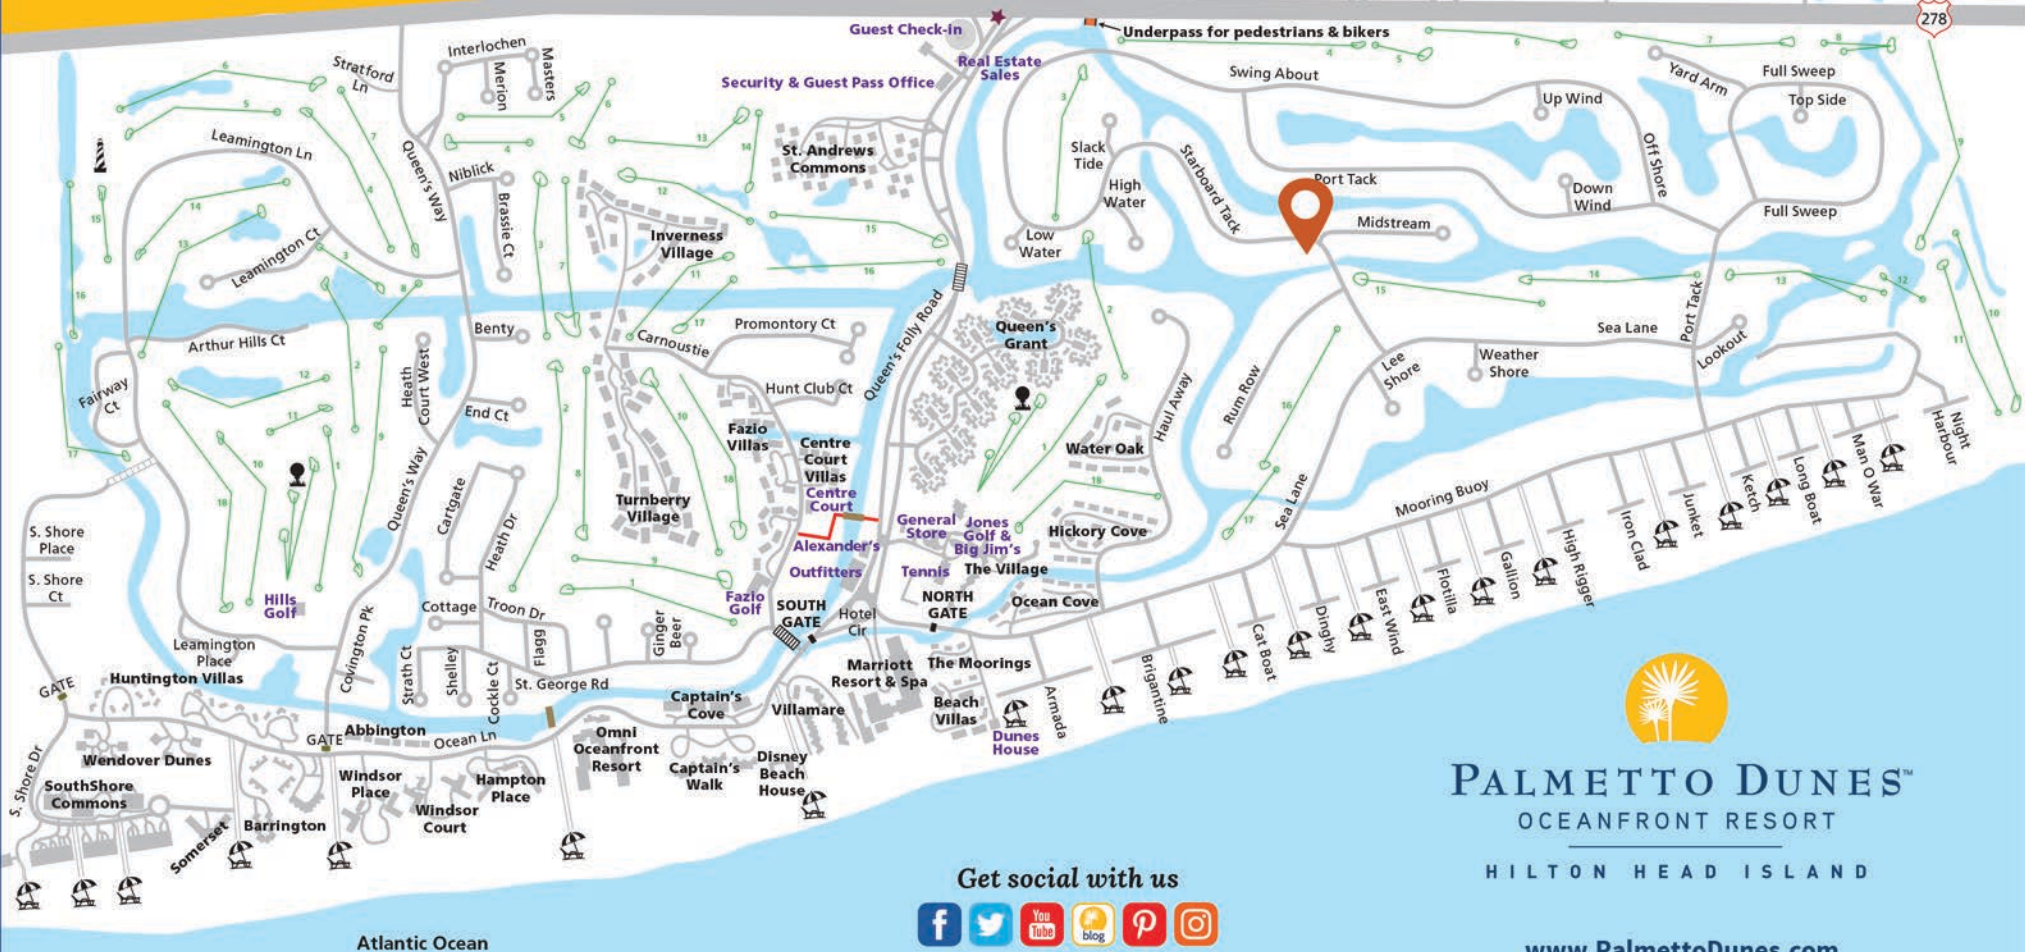 Guest Check-in
Underpass for pedestrians & bikers
278
Real Estate
Sales
Security & Guest Pass Office
Interlochen
Masters
Merion
Stratford
Ln
Swing About
Yard Arm
Full Sweep
Top Side
Up Wind
Leamington Ln
Queen's Way
Niblick
Brassie Ct
St. Andrews
Commons
Slack
Tide
High
Water
Starboard Tack
Port Tack
Off Shore
Down
Wind
Full Sweep
Midstream
Low
Water
Leamington Ct
Inverness
Village
Arthur Hills Ct
Benty
Carnoustie
Promontory Ct
Queen's Folly Road
Queen's
Grant
Sea Lane
Port Tack
Lookout
Weather
Shore
Lee
Shore
Fairway
Ct
Heath
Court West
End Ct
Hunt Club Ct
Haul Away
Rum Row
Fazio
Villas
Centre
Court
Villas
Centre
Court
Water Oak
Night
Harbour
Man O War
Long Boat
Ketch
Junket
Iron Clad
High Rigger
Gallion
Flotilla
East Wind
Dinghy
Cat Boat
Brigantine
Armada
Mooring Buoy
Sea Lane
Queen's Way
Cartgate
Heath Dr
Turnberry
Village
General
Store
Jones
Golf &
Big Jim's
Hickory Cove
S. Shore
Place
Alexander's
Outfitters
Tennis
The Village
S. Shore
Ct
Hills
Golf
Fazio
Golf
SOUTH
GATE
Hotel
Cir
NORTH
GATE
Ocean Cove
Cottage
Troon Dr
Flagg
Ginger
Beer
Covington Pk
Leamington
Place
Strath Ct
Shelley
Cockle Ct
St. George Rd
Marriott
Resort & Spa
The Moorings
GATE
Huntington Villas
Captain's
Cove
Villamare
Beach
Villas
Dunes
House
GATE
Abbington
Ocean Ln
Omni
Oceanfront
Resort
Captain's
Walk
Disney
Beach
House
S. Shore Dr
Wendover Dunes
SouthShore
Commons
Windsor
Place
Hampton
Place
Windsor
Court
Barrington
Somerset
Atlantic Ocean
PALMETTO DUNES™
OCEANFRONT RESORT
HILTON HEAD ISLAND
Get social with us
You
Tube
blog
www.PalmettoDunes.com